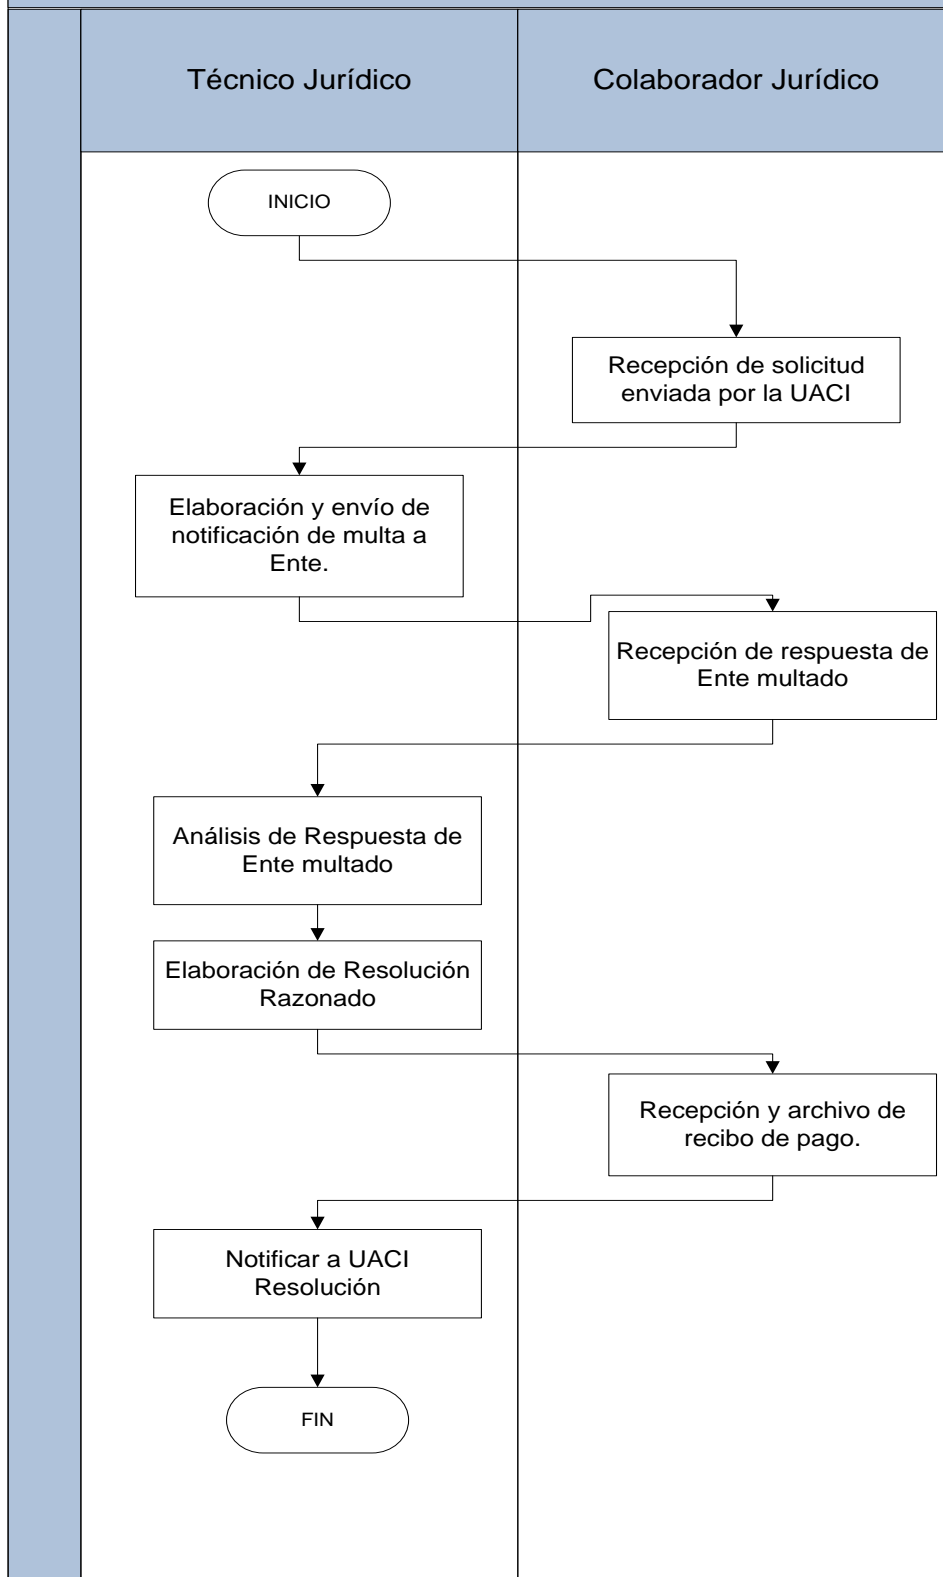 Técnico Jurídico
Colaborador Jurídico
INICIO
Recepción de solicitud
enviada por la UACI
Elaboración y envío de
notificación de multa a
Ente.
Recepción de respuesta de
Ente multado
Análisis de Respuesta de
Ente multado
Elaboración de Resolución
Razonado
Recepción y archivo de
recibo de pago.
Notificar a UACI
Resolución
FIN